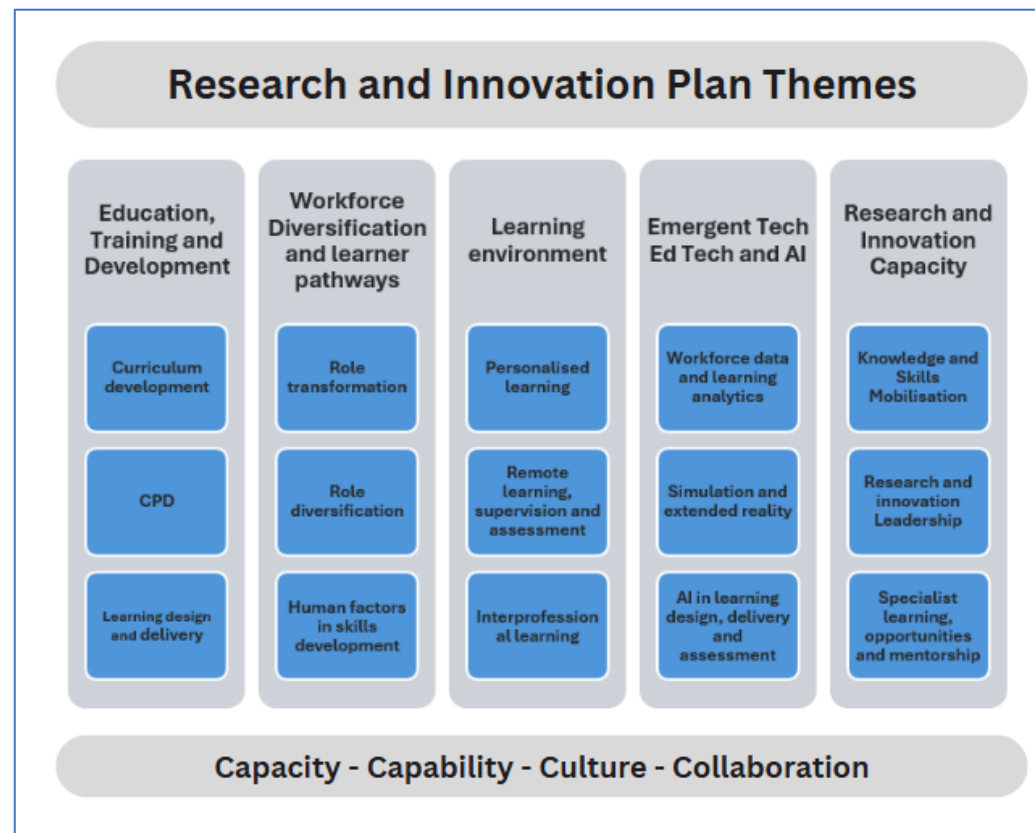 Research and Innovation Plan Themes
Education,
Training and
Development
Curriculum
development
CPD
Learning design
and delivery
Workforce
Diversification
and learner
pathways
Role
transformation
Role
diversification
Human factors
in skills
development
Learning
environment
Personalised
learning
Remote
learning,
supervision and
assessment
Interprofession
al learning
Emergent Tech
Ed Tech and AI
Workforce data
and learning
analytics
Simulation and
extended reality
AI in learning
design, delivery
and
assessment
Research and
Innovation
Capacity
Knowledge and
Skills
Mobilisation
Research and
innovation
Leadership
Specialist
learning,
opportunities
and mentorship
Capacity - Capability - Culture - Collaboration